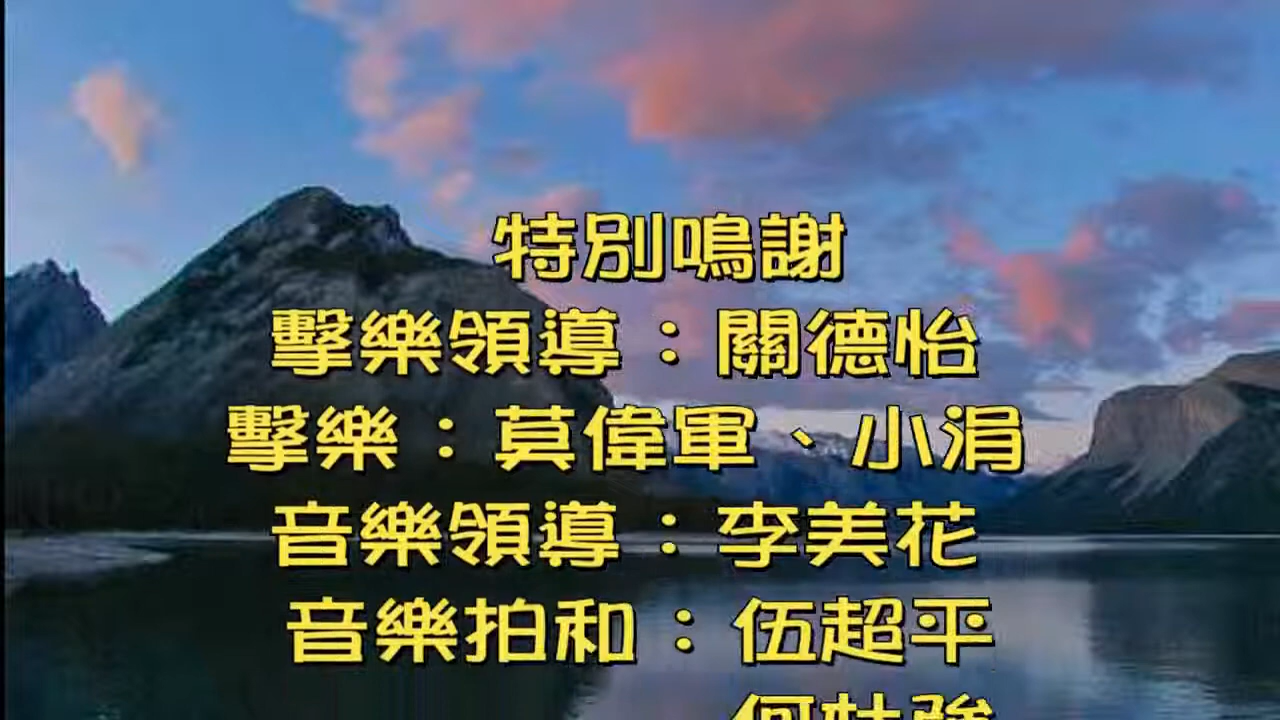 特別鳴謝
擊樂領導：關德怡
擊樂：莫偉軍、小涓
音樂領導：李美花
音樂拍和：伍超平